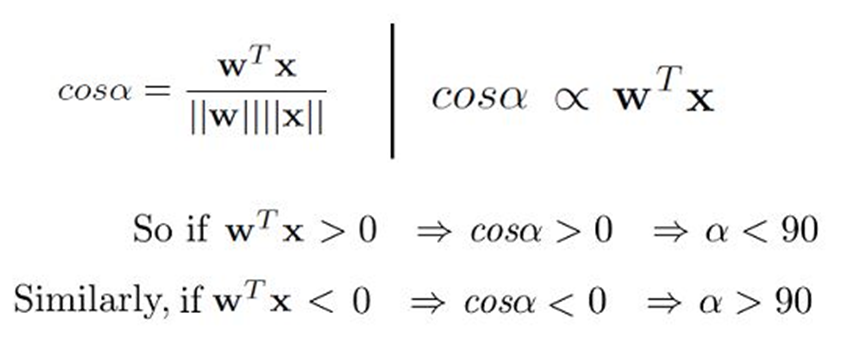 cosα = w^T x / ||w||||x||
cosα ∝ w^T x
So if w^T x > 0 ⇒ cosα > 0 ⇒ α < 90
Similarly, if w^T x < 0 ⇒ cosα < 0 ⇒ α > 90